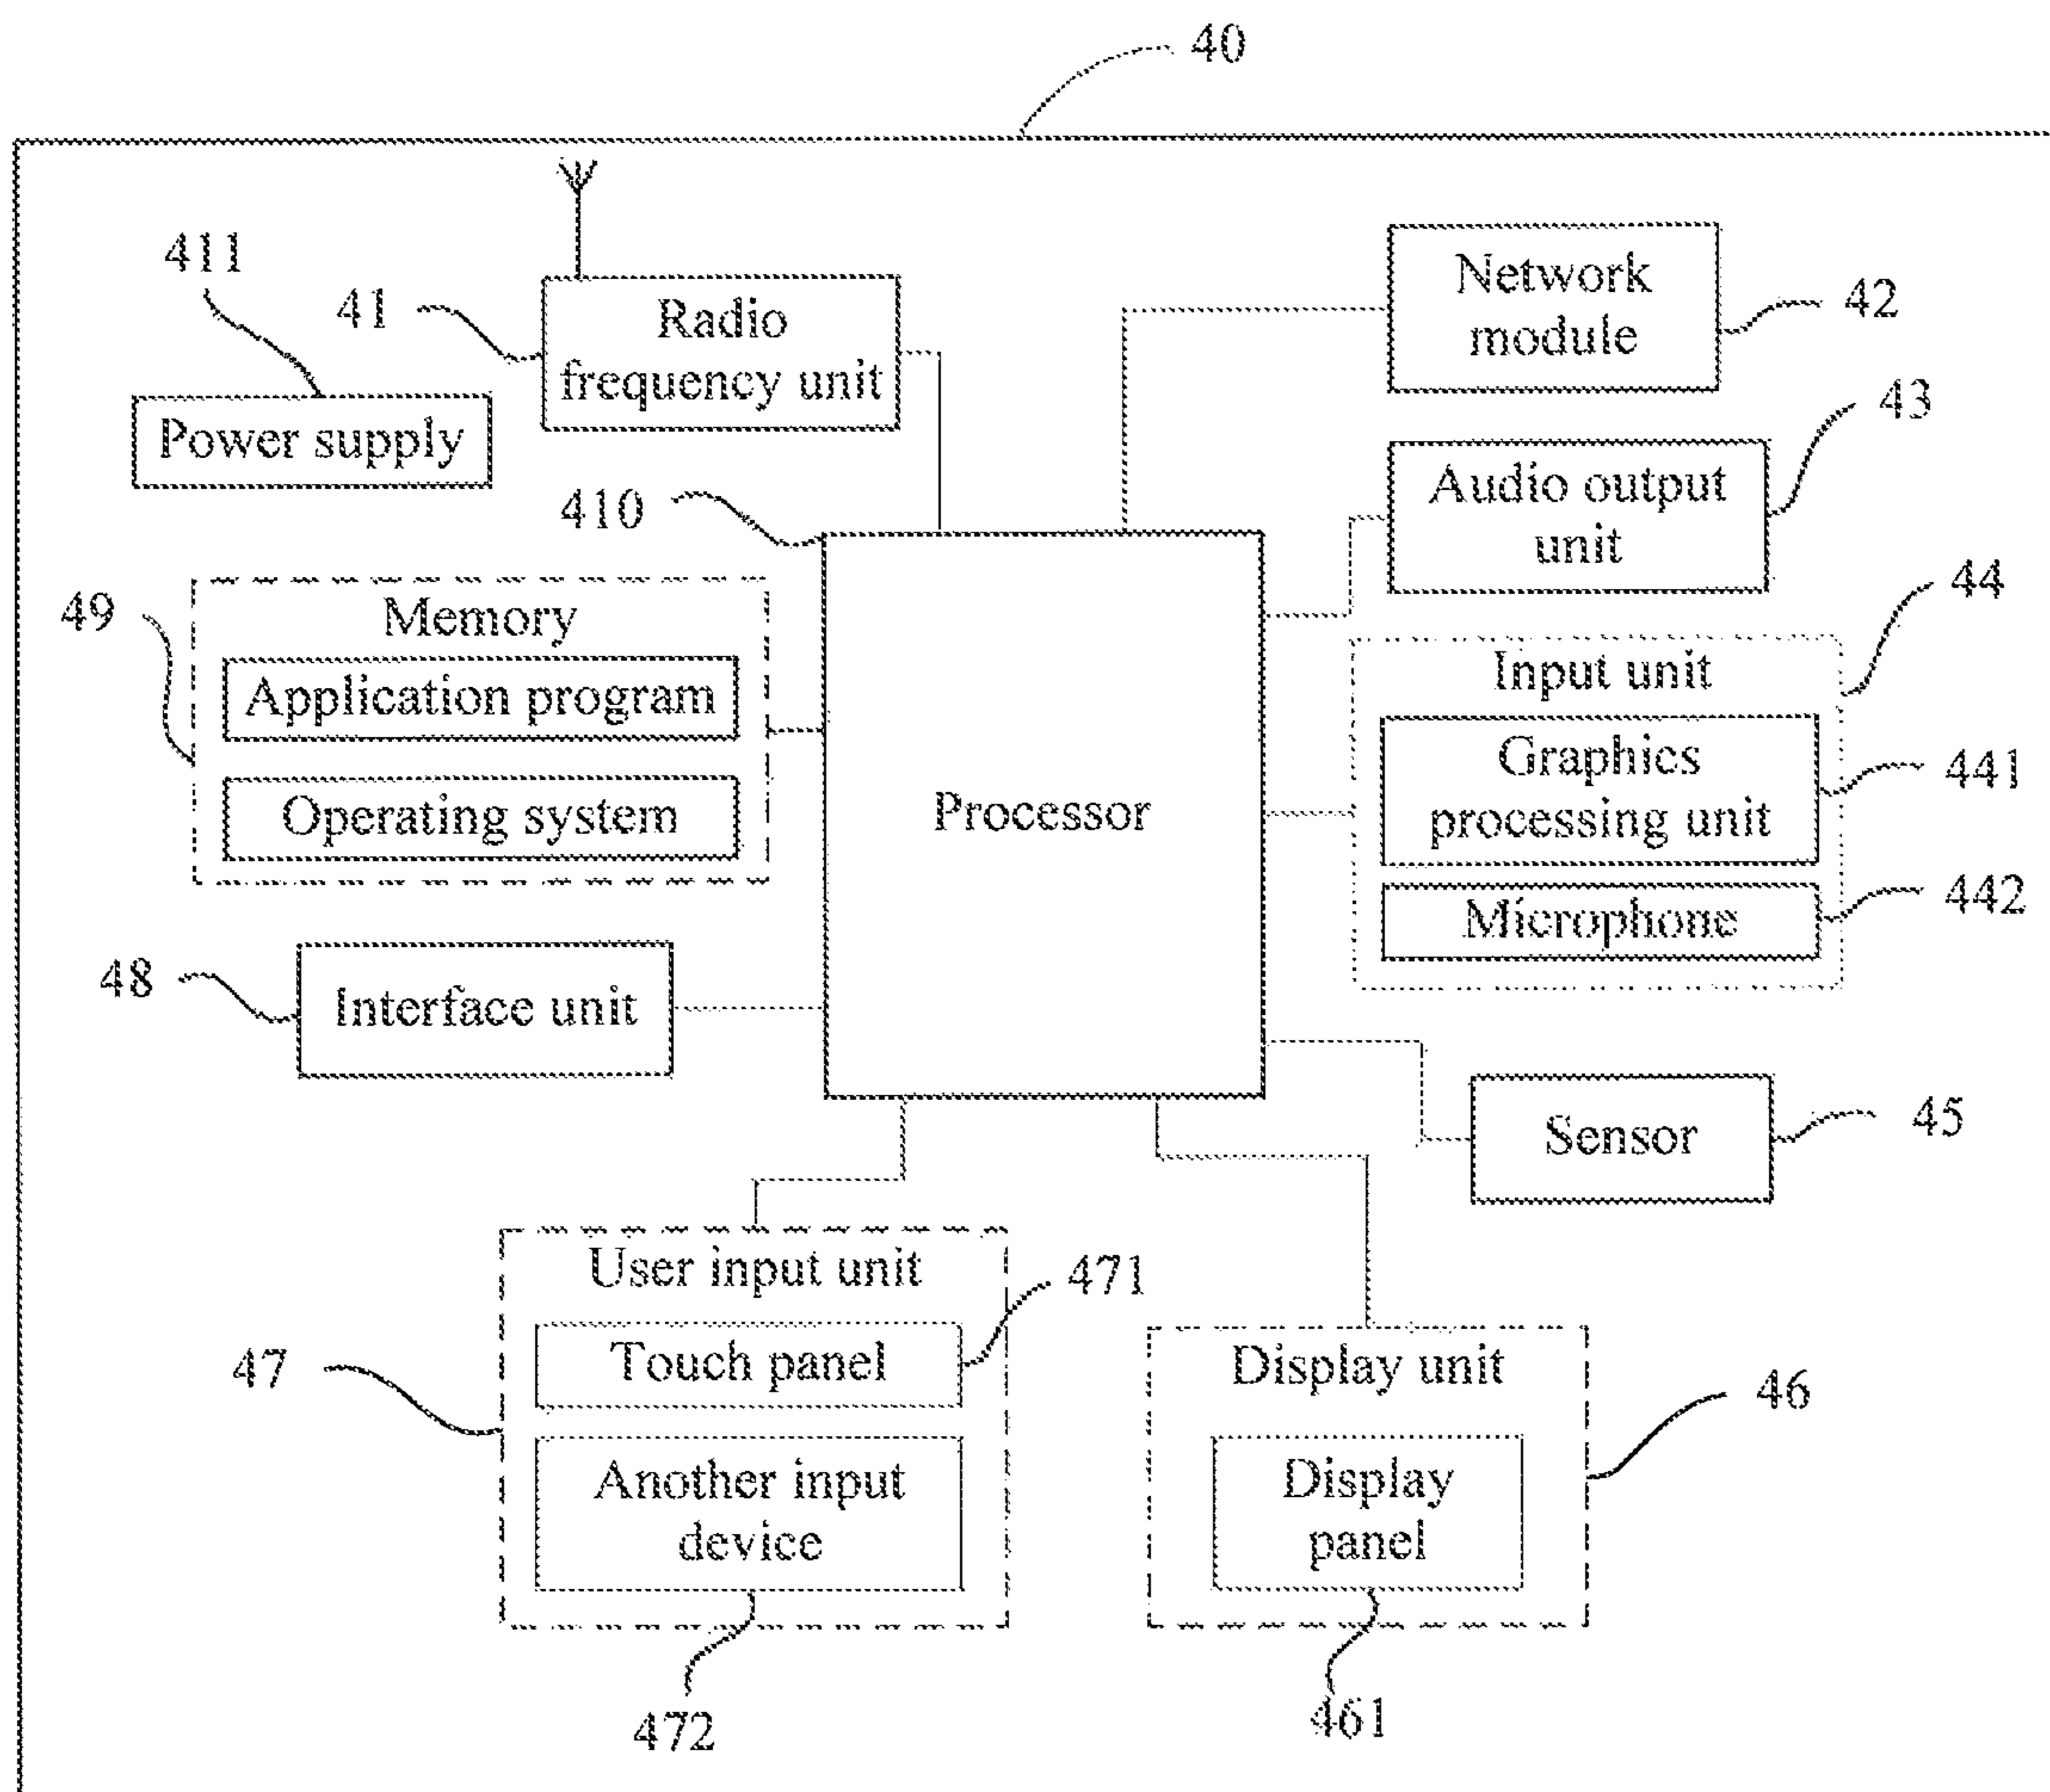 40
411
41
Radio
frequency unit
Network
module
42
Power supply
43
Audio output
unit
410
49
Memory
Application program
Operating system
Processor
44
Input unit
Graphics
processing unit
441
Microphone
442
48
Interface unit
Sensor
45
User input unit
471
47
Touch panel
Another input
device
472
Display unit
46
Display
panel
461